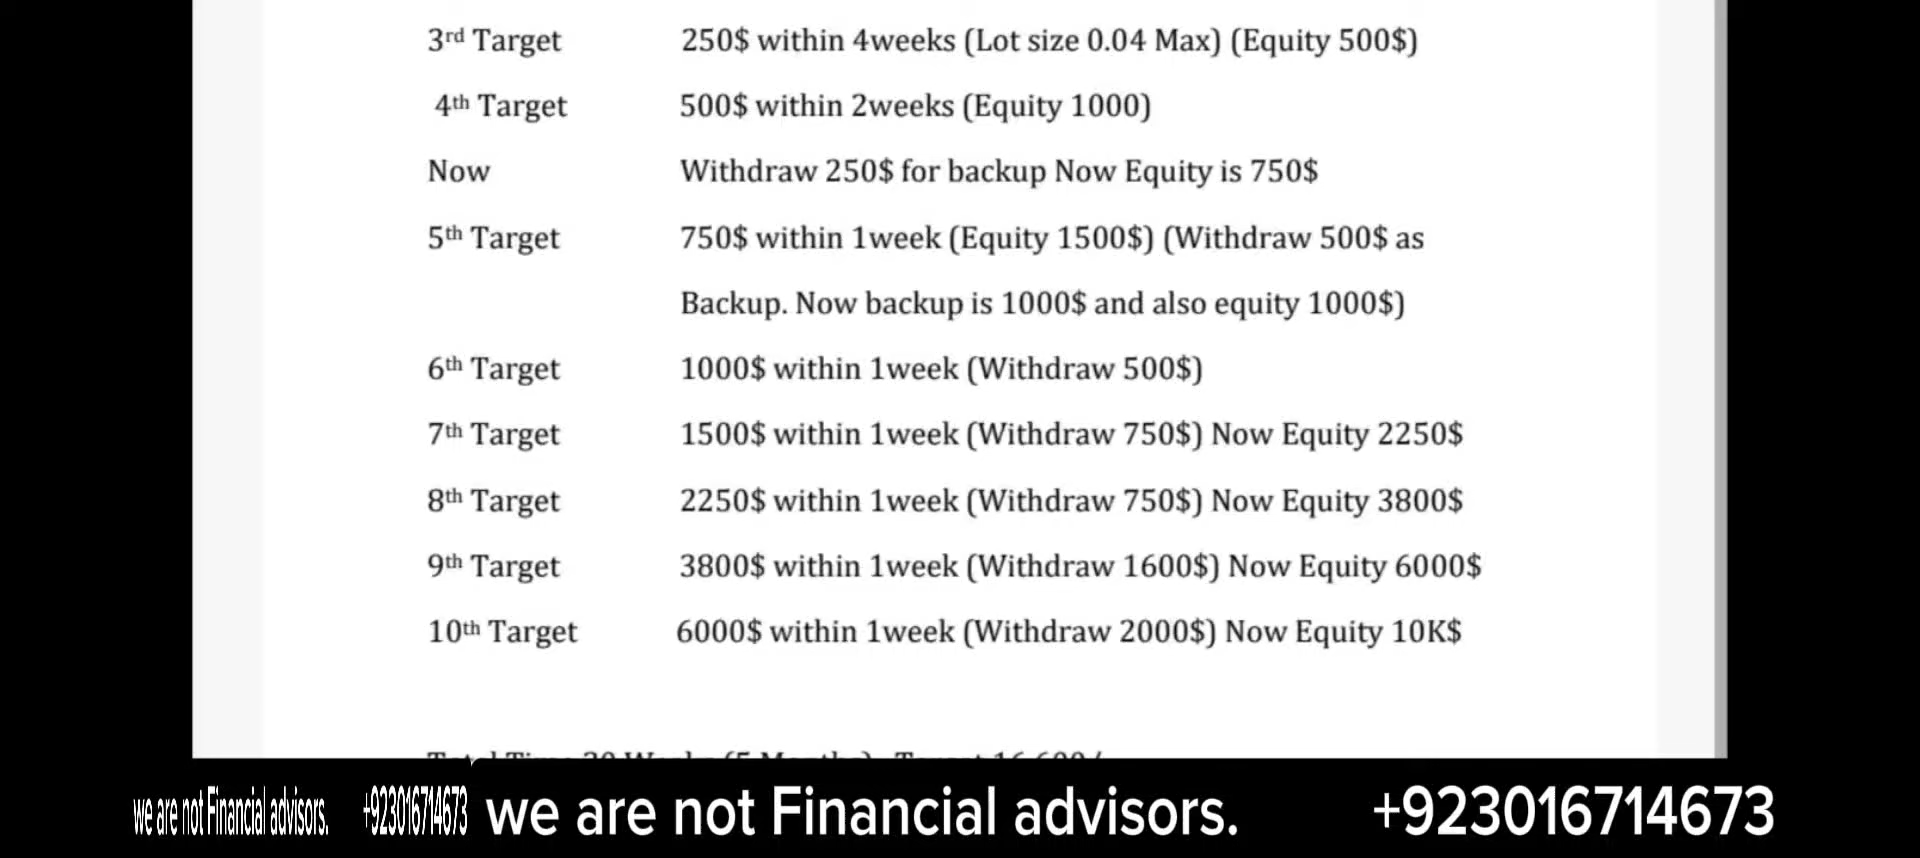 3rd Target 250$ within 4weeks (Lot size 0.04 Max) (Equity 500$)
4th Target 500$ within 2weeks (Equity 1000)
Now Withdraw 250$ for backup Now Equity is 750$
5th Target 750$ within 1week (Equity 1500$) (Withdraw 500$ as
Backup. Now backup is 1000$ and also equity 1000$)
6th Target 1000$ within 1week (Withdraw 500$)
7th Target 1500$ within 1week (Withdraw 750$) Now Equity 2250$
8th Target 2250$ within 1week (Withdraw 750$) Now Equity 3800$
9th Target 3800$ within 1week (Withdraw 1600$) Now Equity 6000$
10th Target 6000$ within 1week (Withdraw 2000$) Now Equity 10K$
we are not Financial advisors. +923016714673 we are not Financial advisors. +923016714673